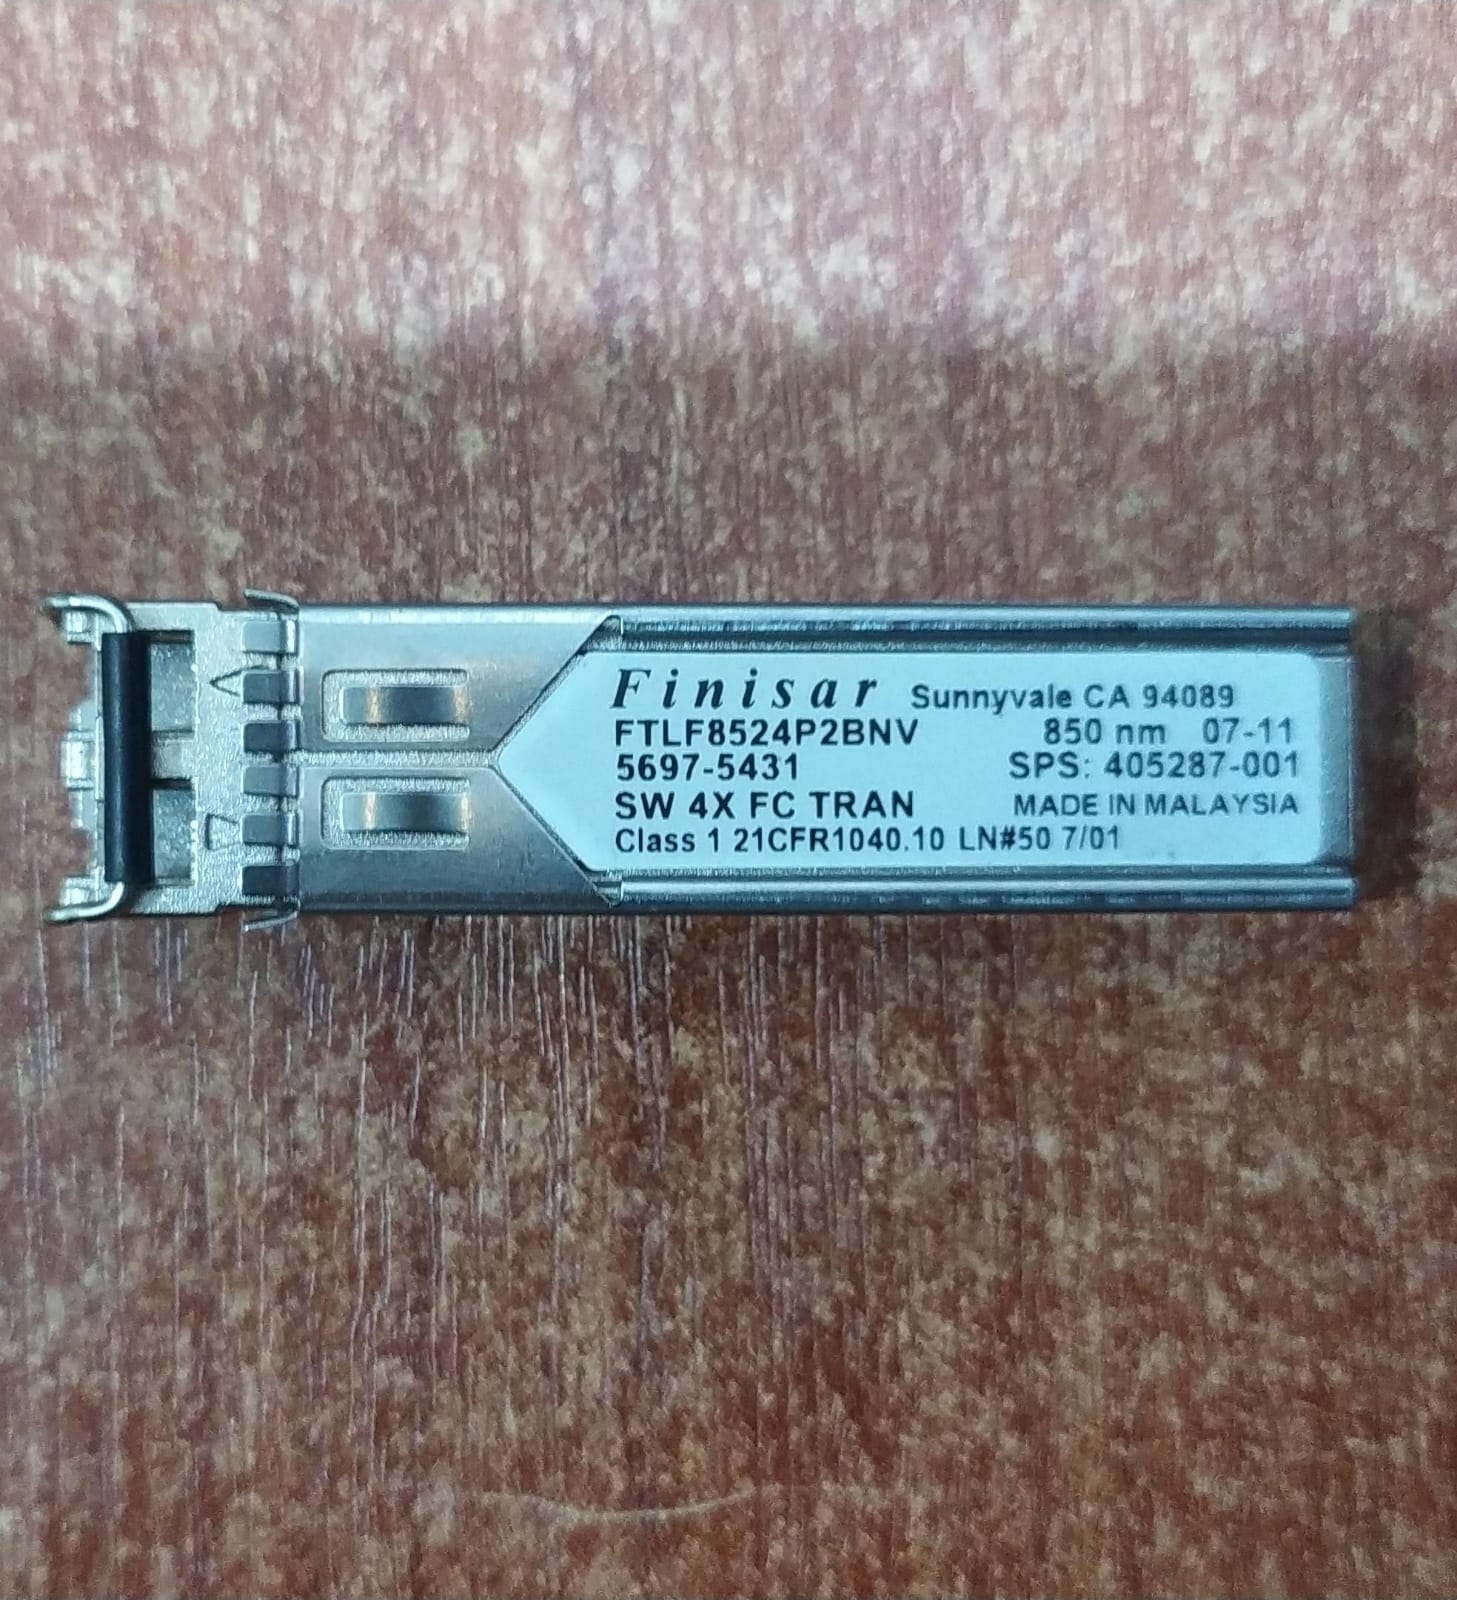 Finisar Sunnyvale CA 94089
FTLF8524P2BNV 850 nm 07-11
5697-5431 SPS: 405287-001
SW 4X FC TRAN MADE IN MALAYSIA
Class 1 21CFR1040.10 LN#50 7/01